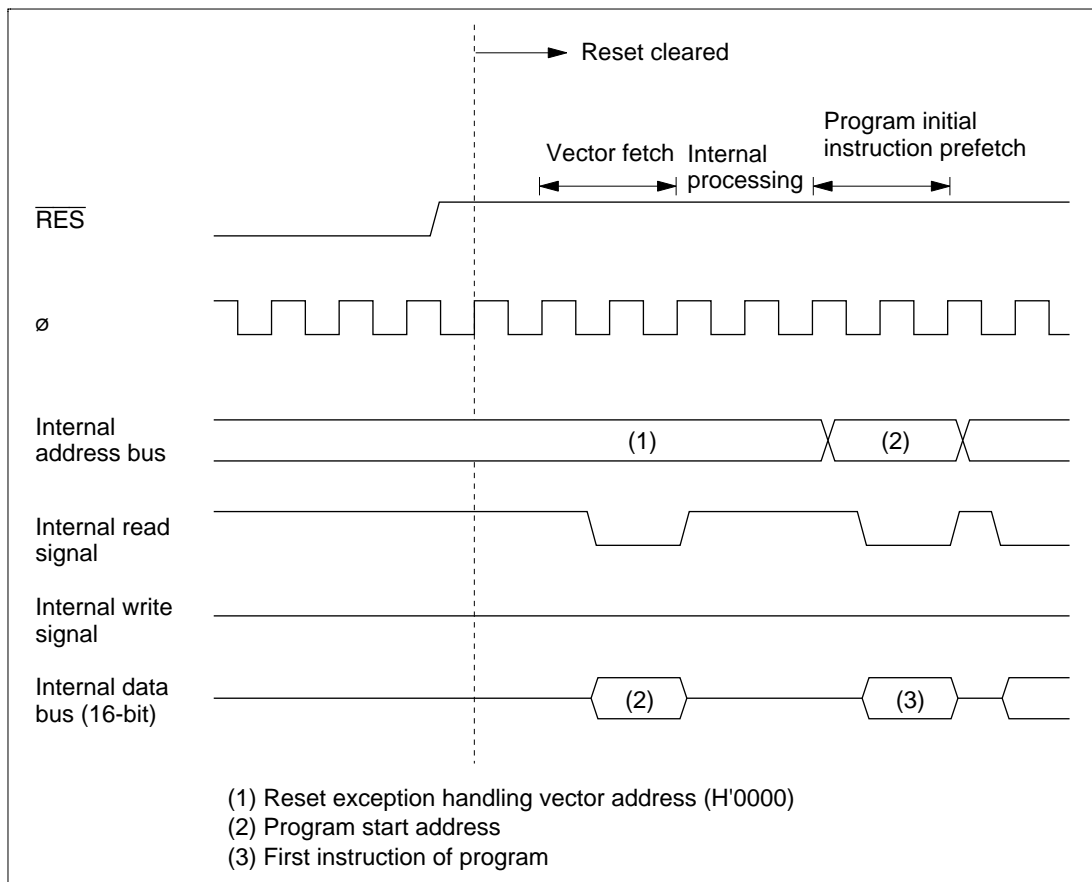 Reset cleared
Vector fetch
Internal
processing
Program initial
instruction prefetch
RES
ø
Internal
address bus
(1)
(2)
Internal read
signal
Internal write
signal
Internal data
bus (16-bit)
(2)
(3)
(1) Reset exception handling vector address (H'0000)
(2) Program start address
(3) First instruction of program